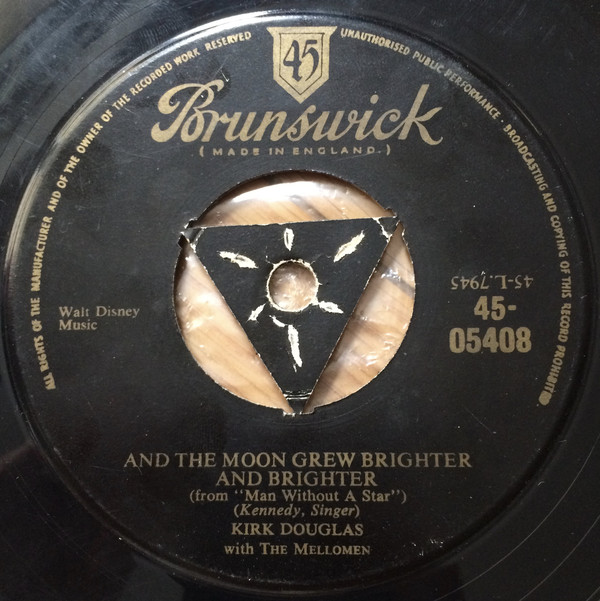 ALL RIGHTS OF THE MANUFACTURER AND OF THE OWNER OF THE RECORDED WORK RESERVED
UNAUTHORISED PUBLIC PERFORMANCE · BROADCASTING AND COPYING OF THIS RECORD PROHIBITED.
45
Brunswick
( MADE IN ENGLAND.)
45-L.7945
Walt Disney
Music
45-
05408
AND THE MOON GREW BRIGHTER
AND BRIGHTER
(from "Man Without A Star")
(Kennedy, Singer)
KIRK DOUGLAS
with THE MELLOMEN